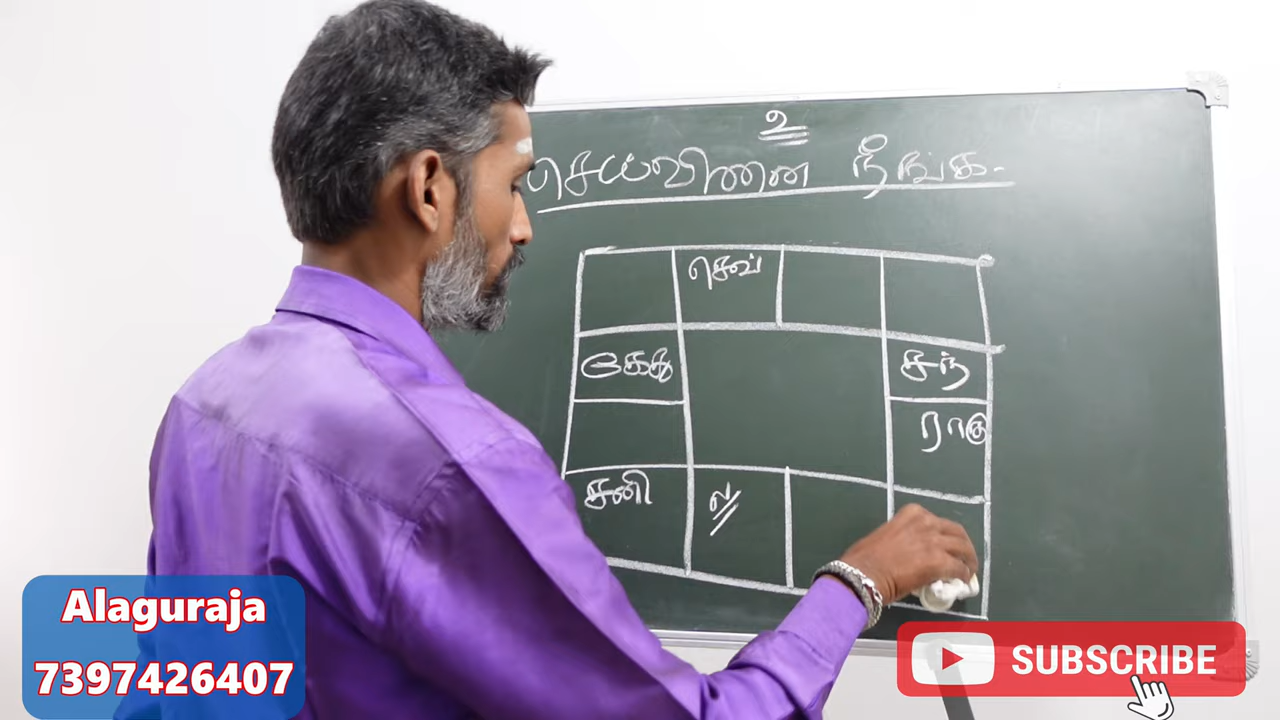 உ
செய்வினை நீங்க.
செவ்
கேது
சந்
ராகு
சனி
ல//
Alaguraja
7397426407
SUBSCRIBE